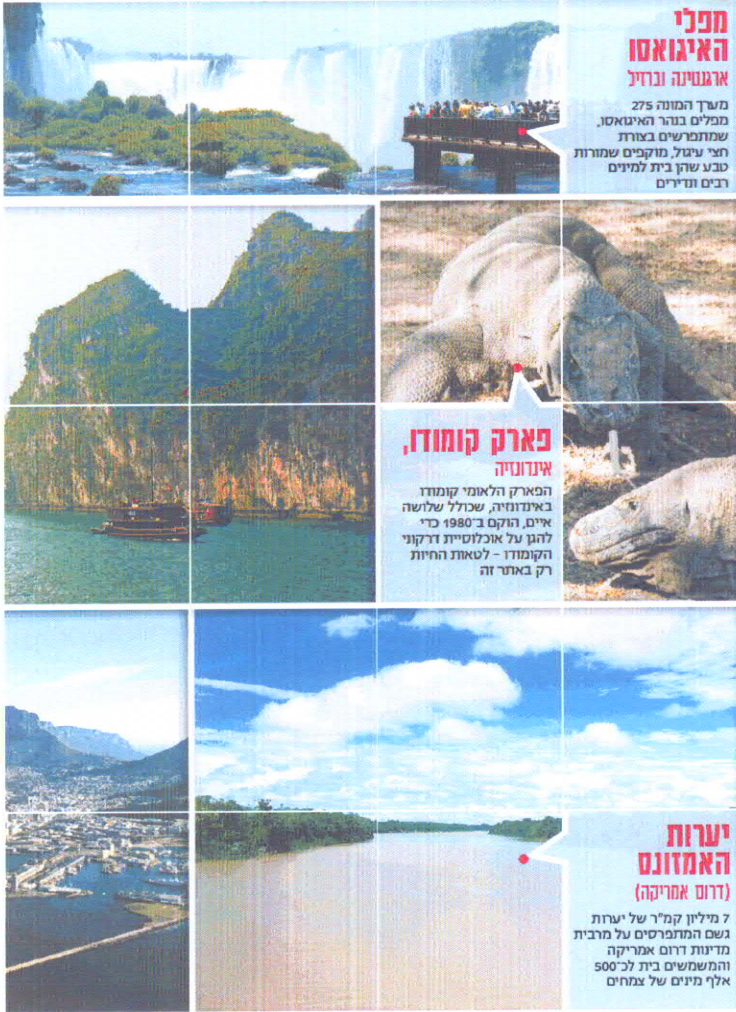 מפלי
האיגואסו
ארגנטינה וברזיל
מערך המונה 275
מפלים בנהר האיגואסו,
שמתפרשים בצורת
חצי עיגול, מוקפים שמורות
טבע שהן בית למינים
רבים ונדירים
פארק קומודו,
אינדונזיה
הפארק הלאומי קומודו
באינדונזיה, שכולל שלושה
איים, הוקם ב־1980 כדי
להגן על אוכלוסיית דרקוני
הקומודו - לטאות החיות
רק באתר זה
יערות
האמזונס
(דרום אמריקה)
7 מיליון קמ"ר של יערות
גשם המתפרסים על מרבית
מדינות דרום אמריקה
והמשמשים בית לכ־500
אלף מינים של צמחים